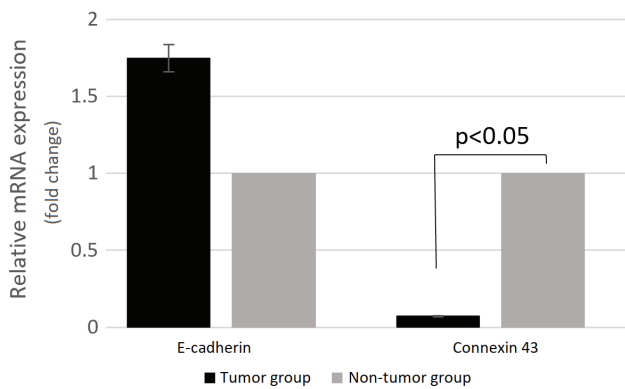 Relative mRNA expression
(fold change)
2
1.5
1
0.5
0
p<0.05
E-cadherin
Connexin 43
Tumor group
Non-tumor group